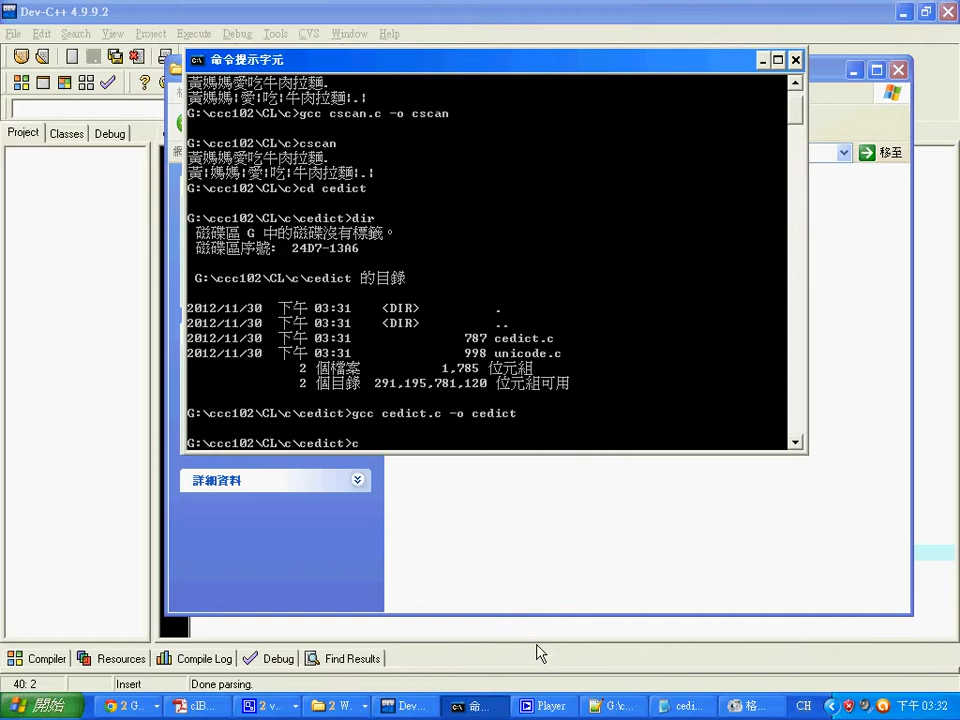 Dev-C++ 4.9.9.2
File Edit Search View Project Execute Debug Tools CVS Window Help
命令提示字元
黃媽媽愛吃牛肉拉麵.
黃媽媽|愛|吃|牛肉拉麵|.|
G:\ccc102\CL\c>gcc cscan.c -o cscan
G:\ccc102\CL\c>cscan
黃媽媽愛吃牛肉拉麵.
黃|媽媽|愛|吃|牛肉拉麵|.|
G:\ccc102\CL\c>cd cedict
G:\ccc102\CL\c\cedict>dir
磁碟區 G 中的磁碟沒有標籤。
磁碟區序號: 24D7-13A6
G:\ccc102\CL\c\cedict 的目錄
2012/11/30 下午 03:31 <DIR> .
2012/11/30 下午 03:31 <DIR> ..
2012/11/30 下午 03:31 787 cedict.c
2012/11/30 下午 03:31 998 unicode.c
2 個檔案 1,785 位元組
2 個目錄 291,195,781,120 位元組可用
G:\ccc102\CL\c\cedict>gcc cedict.c -o cedict
G:\ccc102\CL\c\cedict>c
Project Classes Debug
移至
詳細資料
Compiler Resources Compile Log Debug Find Results
40: 2 Insert Done parsing.
開始 2 G... clB... 2 v... 2 W... Dev... 命... Player G:\c... cedi... 格... CH 下午 03:32